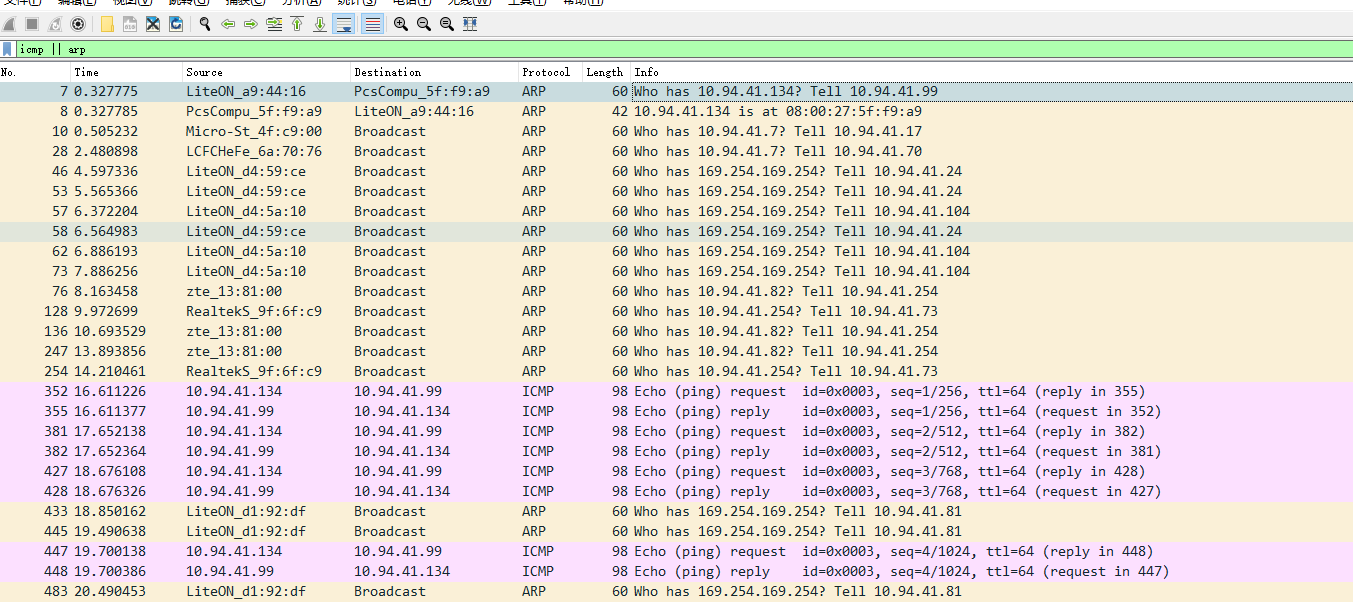 文件(F) 编辑(E) 视图(V) 跳转(G) 捕获(C) 分析(A) 统计(S) 电话(Y) 无线(W) 工具(T) 帮助(H)
icmp || arp
No. Time Source Destination Protocol Length Info
7 0.327775 LiteON_a9:44:16 PcsCompu_5f:f9:a9 ARP 60 Who has 10.94.41.134? Tell 10.94.41.99
8 0.327785 PcsCompu_5f:f9:a9 LiteON_a9:44:16 ARP 42 10.94.41.134 is at 08:00:27:5f:f9:a9
10 0.505232 Micro-St_4f:c9:00 Broadcast ARP 60 Who has 10.94.41.7? Tell 10.94.41.17
28 2.480898 LCFCHeFe_6a:70:76 Broadcast ARP 60 Who has 10.94.41.7? Tell 10.94.41.70
46 4.597336 LiteON_d4:59:ce Broadcast ARP 60 Who has 169.254.169.254? Tell 10.94.41.24
53 5.565366 LiteON_d4:59:ce Broadcast ARP 60 Who has 169.254.169.254? Tell 10.94.41.24
57 6.372204 LiteON_d4:5a:10 Broadcast ARP 60 Who has 169.254.169.254? Tell 10.94.41.104
58 6.564983 LiteON_d4:59:ce Broadcast ARP 60 Who has 169.254.169.254? Tell 10.94.41.24
62 6.886193 LiteON_d4:5a:10 Broadcast ARP 60 Who has 169.254.169.254? Tell 10.94.41.104
73 7.886256 LiteON_d4:5a:10 Broadcast ARP 60 Who has 169.254.169.254? Tell 10.94.41.104
76 8.163458 zte_13:81:00 Broadcast ARP 60 Who has 10.94.41.82? Tell 10.94.41.254
128 9.972699 RealtekS_9f:6f:c9 Broadcast ARP 60 Who has 10.94.41.254? Tell 10.94.41.73
136 10.693529 zte_13:81:00 Broadcast ARP 60 Who has 10.94.41.82? Tell 10.94.41.254
247 13.893856 zte_13:81:00 Broadcast ARP 60 Who has 10.94.41.82? Tell 10.94.41.254
254 14.210461 RealtekS_9f:6f:c9 Broadcast ARP 60 Who has 10.94.41.254? Tell 10.94.41.73
352 16.611226 10.94.41.134 10.94.41.99 ICMP 98 Echo (ping) request id=0x0003, seq=1/256, ttl=64 (reply in 355)
355 16.611377 10.94.41.99 10.94.41.134 ICMP 98 Echo (ping) reply id=0x0003, seq=1/256, ttl=64 (request in 352)
381 17.652138 10.94.41.134 10.94.41.99 ICMP 98 Echo (ping) request id=0x0003, seq=2/512, ttl=64 (reply in 382)
382 17.652364 10.94.41.99 10.94.41.134 ICMP 98 Echo (ping) reply id=0x0003, seq=2/512, ttl=64 (request in 381)
427 18.676108 10.94.41.134 10.94.41.99 ICMP 98 Echo (ping) request id=0x0003, seq=3/768, ttl=64 (reply in 428)
428 18.676326 10.94.41.99 10.94.41.134 ICMP 98 Echo (ping) reply id=0x0003, seq=3/768, ttl=64 (request in 427)
433 18.850162 LiteON_d1:92:df Broadcast ARP 60 Who has 169.254.169.254? Tell 10.94.41.81
445 19.490638 LiteON_d1:92:df Broadcast ARP 60 Who has 169.254.169.254? Tell 10.94.41.81
447 19.700138 10.94.41.134 10.94.41.99 ICMP 98 Echo (ping) request id=0x0003, seq=4/1024, ttl=64 (reply in 448)
448 19.700386 10.94.41.99 10.94.41.134 ICMP 98 Echo (ping) reply id=0x0003, seq=4/1024, ttl=64 (request in 447)
483 20.490453 LiteON_d1:92:df Broadcast ARP 60 Who has 169.254.169.254? Tell 10.94.41.81